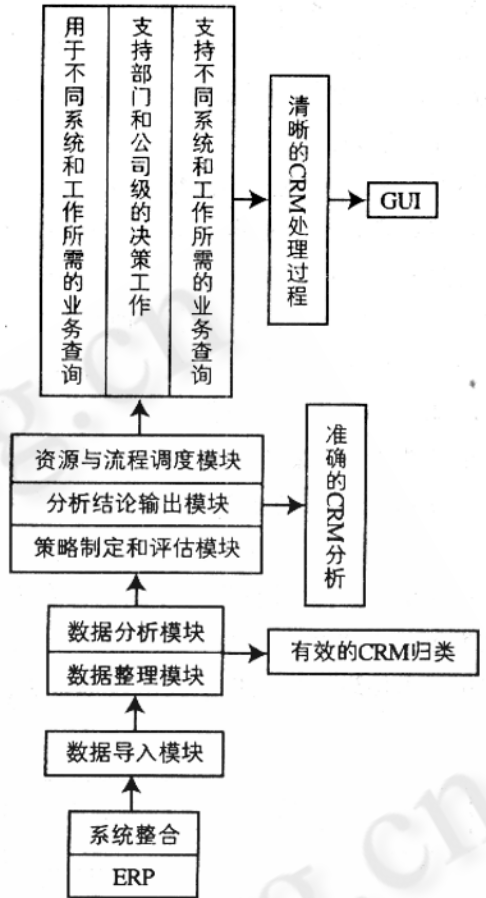 用于不同系统和工作所需的业务查询
支持部门和公司级的决策工作
支持不同系统和工作所需的业务查询
清晰的CRM处理过程
GUI
资源与流程调度模块
分析结论输出模块
策略制定和评估模块
准确的CRM分析
数据分析模块
数据整理模块
有效的CRM归类
数据导入模块
系统整合
ERP
g.cn
g.cn